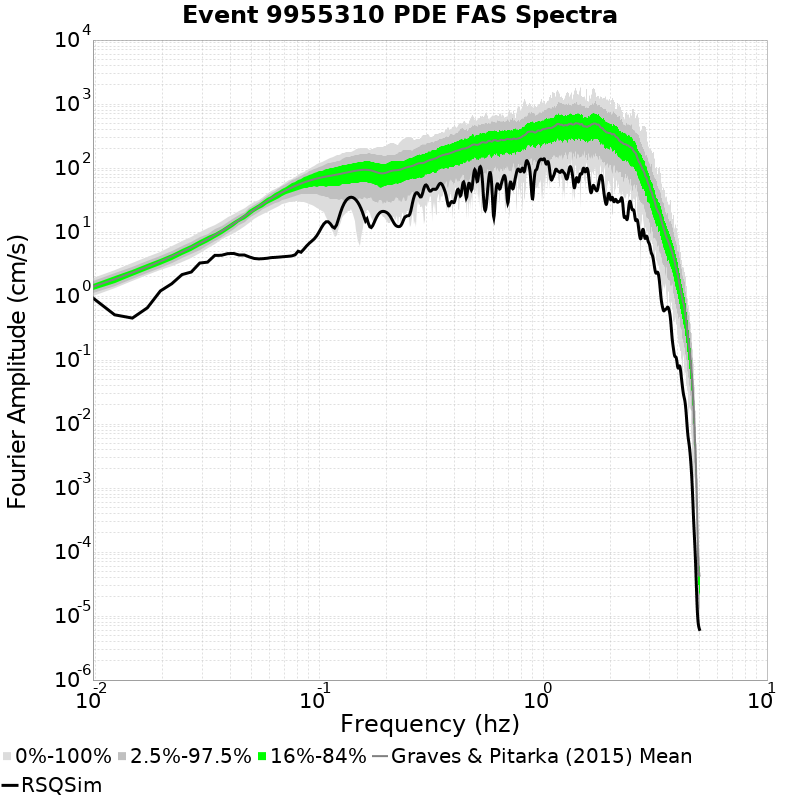 Event 9955310 PDE FAS Spectra
10^4
10^3
10^2
10^1
10^0
10^-1
10^-2
10^-3
10^-4
10^-5
10^-6
Fourier Amplitude (cm/s)
10^-2 10^-1 10^0 10^1
Frequency (hz)
0%-100% 2.5%-97.5% 16%-84% Graves & Pitarka (2015) Mean
RSQSim